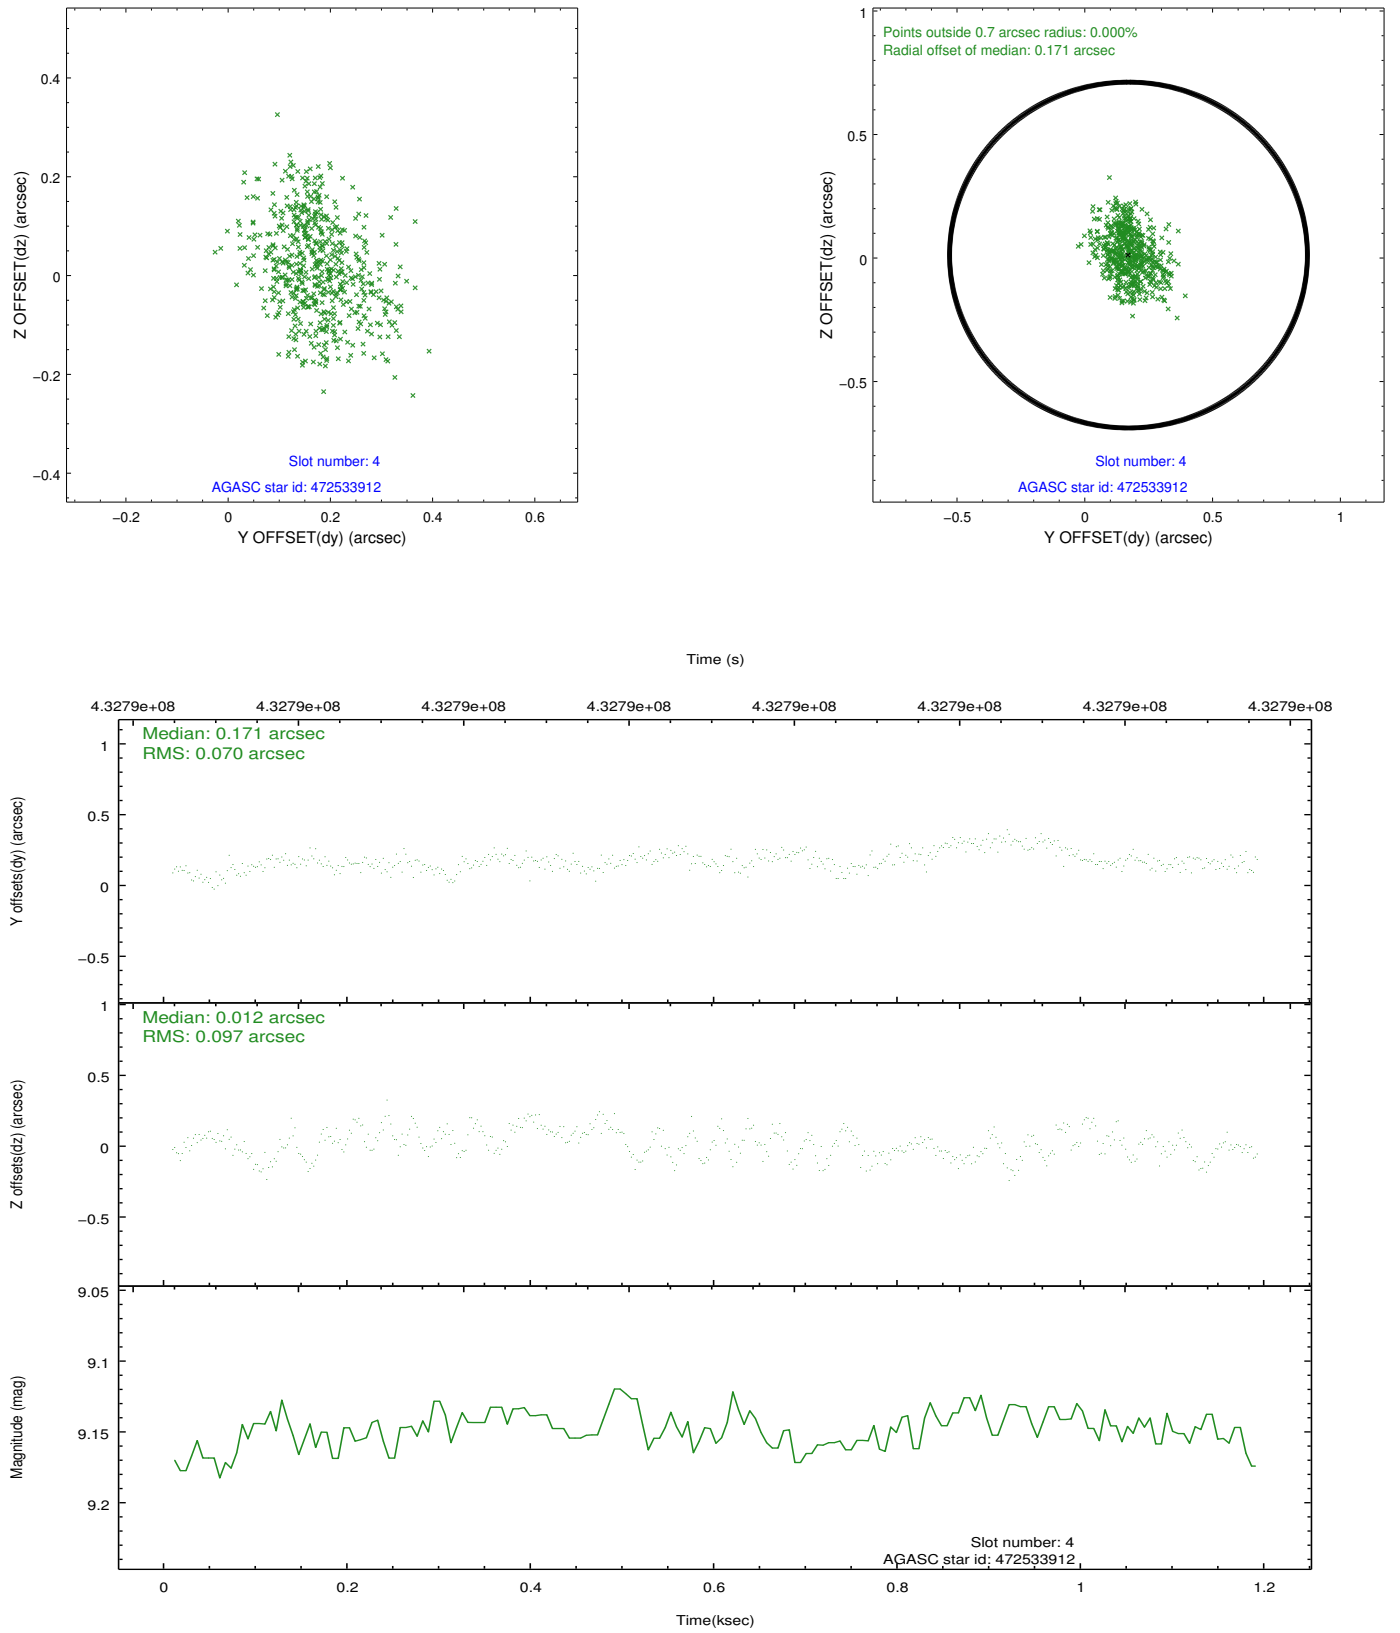 0.4
0.2
0
−0.2
−0.4
Z OFFSET(dz) (arcsec)
Slot number: 4
AGASC star id: 472533912
−0.2 0 0.2 0.4 0.6
Y OFFSET(dy) (arcsec)
Points outside 0.7 arcsec radius: 0.000%
Radial offset of median: 0.171 arcsec
1
0.5
0
−0.5
Z OFFSET(dz) (arcsec)
Slot number: 4
AGASC star id: 472533912
−0.5 0 0.5 1
Y OFFSET(dy) (arcsec)
Time (s)
4.3279e+08 4.3279e+08 4.3279e+08 4.3279e+08 4.3279e+08 4.3279e+08 4.3279e+08 4.3279e+08
Median: 0.171 arcsec
RMS: 0.070 arcsec
1
0.5
0
−0.5
Y offsets(dy) (arcsec)
Median: 0.012 arcsec
RMS: 0.097 arcsec
1
0.5
0
−0.5
Z offsets(dz) (arcsec)
9.05
9.1
9.15
9.2
Magnitude (mag)
Slot number: 4
AGASC star id: 472533912
0 0.2 0.4 0.6 0.8 1 1.2
Time(ksec)